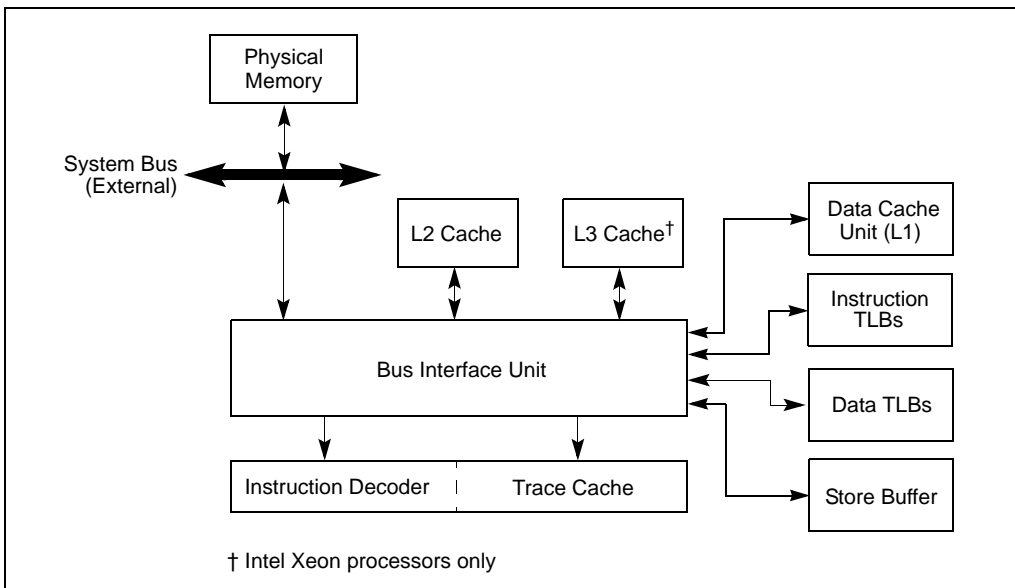 Physical
Memory
System Bus
(External)
L2 Cache
L3 Cache†
Data Cache
Unit (L1)
Instruction
TLBs
Bus Interface Unit
Data TLBs
Instruction Decoder
Trace Cache
Store Buffer
† Intel Xeon processors only